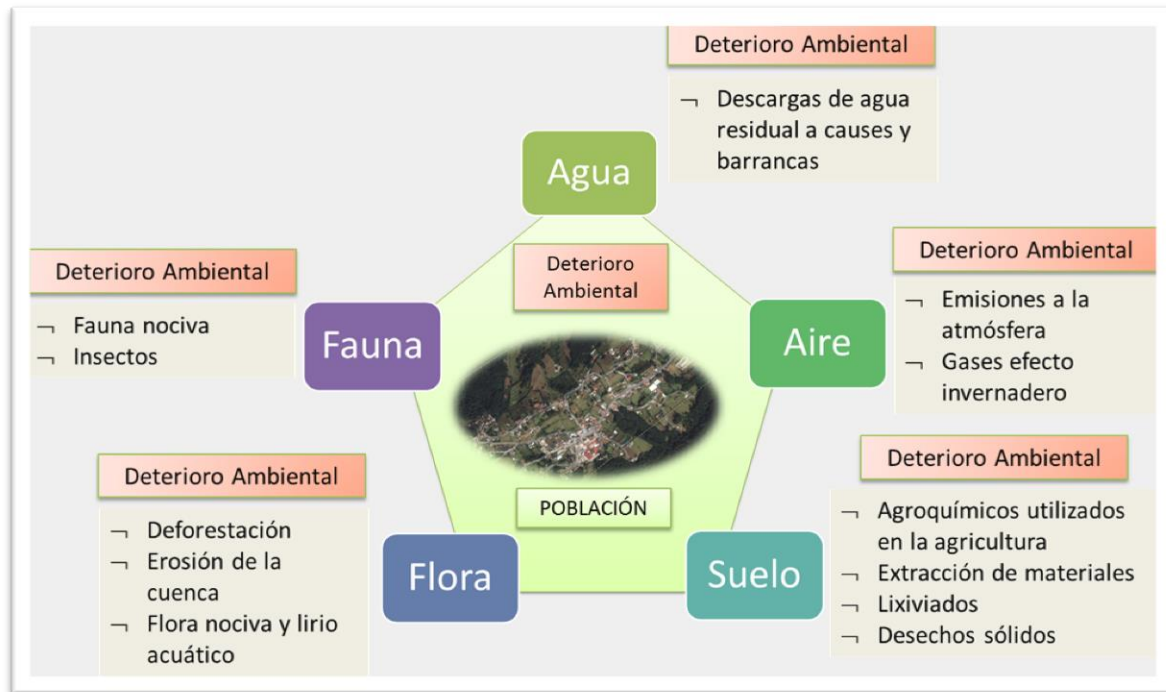 Deterioro Ambiental
¬ Descargas de agua
residual a causes y
barrancas
Agua
Deterioro Ambiental
¬ Emisiones a la
atmósfera
¬ Gases efecto
invernadero
Aire
Deterioro
Ambiental
Deterioro Ambiental
¬ Fauna nociva
¬ Insectos
Fauna
POBLACIÓN
Deterioro Ambiental
¬ Deforestación
¬ Erosión de la
cuenca
¬ Flora nociva y lirio
acuático
Flora
Suelo
Deterioro Ambiental
¬ Agroquímicos utilizados
en la agricultura
¬ Extracción de materiales
¬ Lixiviados
¬ Desechos sólidos